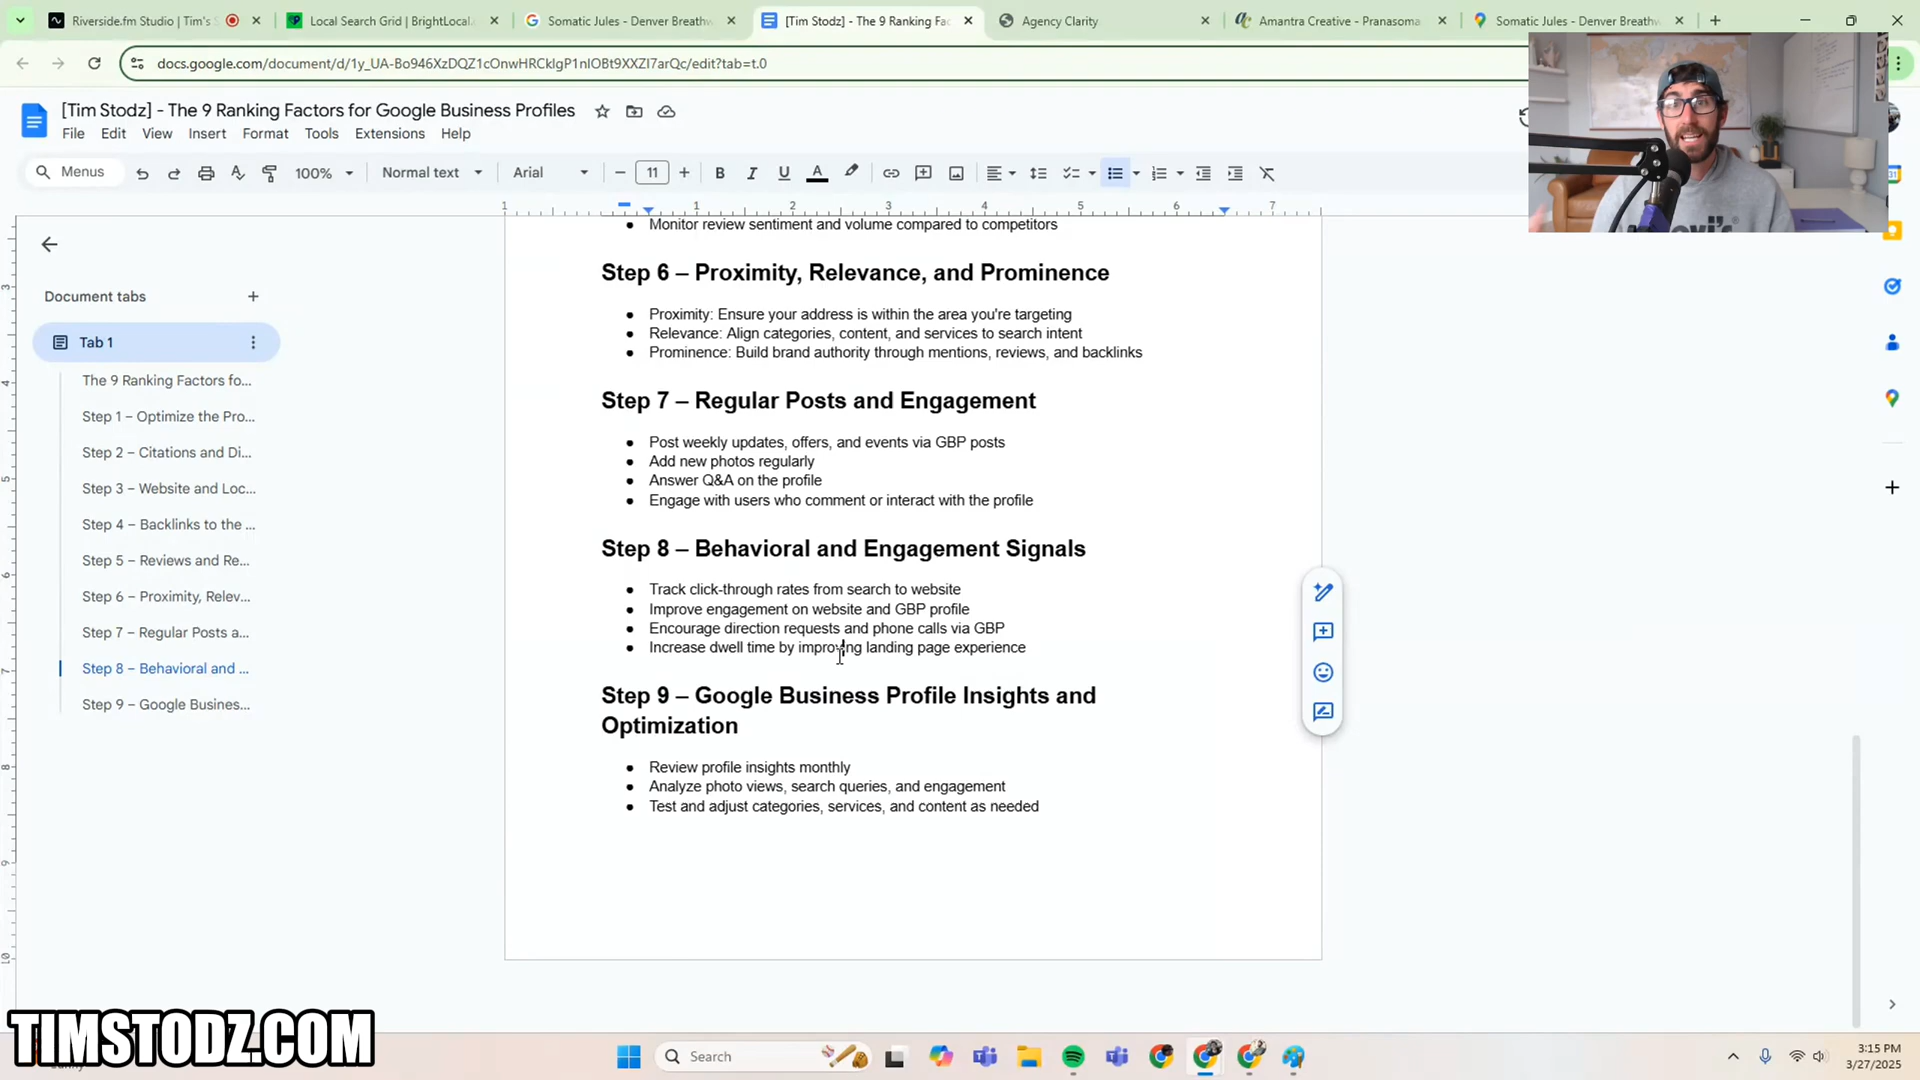 Riverside.fm Studio | Tim's
Local Search Grid | BrightLocal.
Somatic Jules - Denver Breathw
[Tim Stodz] - The 9 Ranking Fac
Agency Clarity
Amantra Creative - Pranasoma
Somatic Jules - Denver Breathw
docs.google.com/document/d/1y_UA-Bo946XzDQZ1cOnwHRCklgP1nIOBt9XXZI7arQc/edit?tab=t.0
[Tim Stodz] - The 9 Ranking Factors for Google Business Profiles
File Edit View Insert Format Tools Extensions Help
Menus 100% Normal text Arial 11 B I U A
1 1 2 3 4 5 6 7
Document tabs
Tab 1
The 9 Ranking Factors fo...
Step 1 – Optimize the Pro...
Step 2 – Citations and Di...
Step 3 – Website and Loc...
Step 4 – Backlinks to the ...
Step 5 – Reviews and Re...
Step 6 – Proximity, Relev...
Step 7 – Regular Posts a...
Step 8 – Behavioral and ...
Step 9 – Google Busines...
● Monitor review sentiment and volume compared to competitors
Step 6 – Proximity, Relevance, and Prominence
● Proximity: Ensure your address is within the area you're targeting
● Relevance: Align categories, content, and services to search intent
● Prominence: Build brand authority through mentions, reviews, and backlinks
Step 7 – Regular Posts and Engagement
● Post weekly updates, offers, and events via GBP posts
● Add new photos regularly
● Answer Q&A on the profile
● Engage with users who comment or interact with the profile
Step 8 – Behavioral and Engagement Signals
● Track click-through rates from search to website
● Improve engagement on website and GBP profile
● Encourage direction requests and phone calls via GBP
● Increase dwell time by improving landing page experience
Step 9 – Google Business Profile Insights and
Optimization
● Review profile insights monthly
● Analyze photo views, search queries, and engagement
● Test and adjust categories, services, and content as needed
TIMSTODZ.COM
Search
3:15 PM
3/27/2025